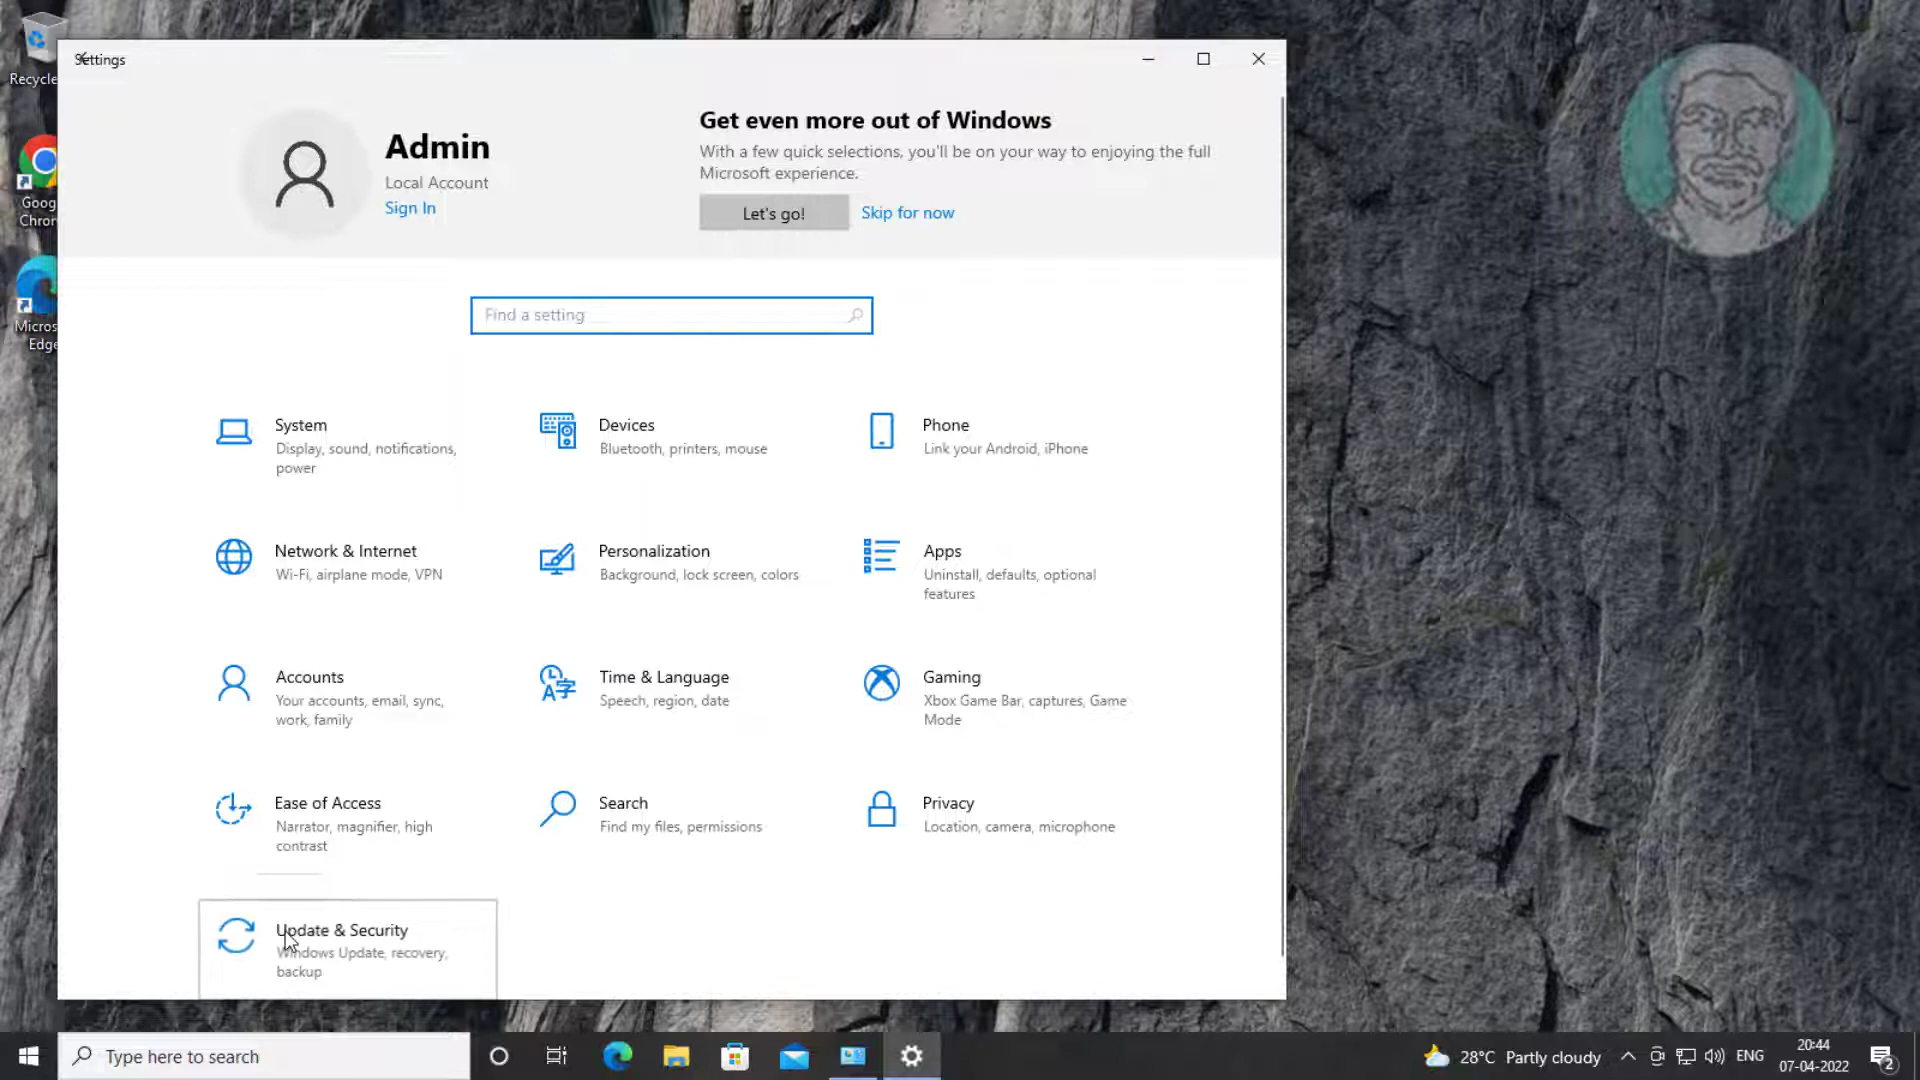 Recycle
Goog
Chron
Micros
Edge
Settings
Admin
Local Account
Sign In
Get even more out of Windows
With a few quick selections, you'll be on your way to enjoying the full
Microsoft experience.
Let's go!
Skip for now
Find a setting
System
Display, sound, notifications,
power
Devices
Bluetooth, printers, mouse
Phone
Link your Android, iPhone
Network & Internet
Wi-Fi, airplane mode, VPN
Personalization
Background, lock screen, colors
Apps
Uninstall, defaults, optional
features
Accounts
Your accounts, email, sync,
work, family
Time & Language
Speech, region, date
Gaming
Xbox Game Bar, captures, Game
Mode
Ease of Access
Narrator, magnifier, high
contrast
Search
Find my files, permissions
Privacy
Location, camera, microphone
Update & Security
Windows Update, recovery,
backup
Type here to search
28°C Partly cloudy
ENG
20:44
07-04-2022
2